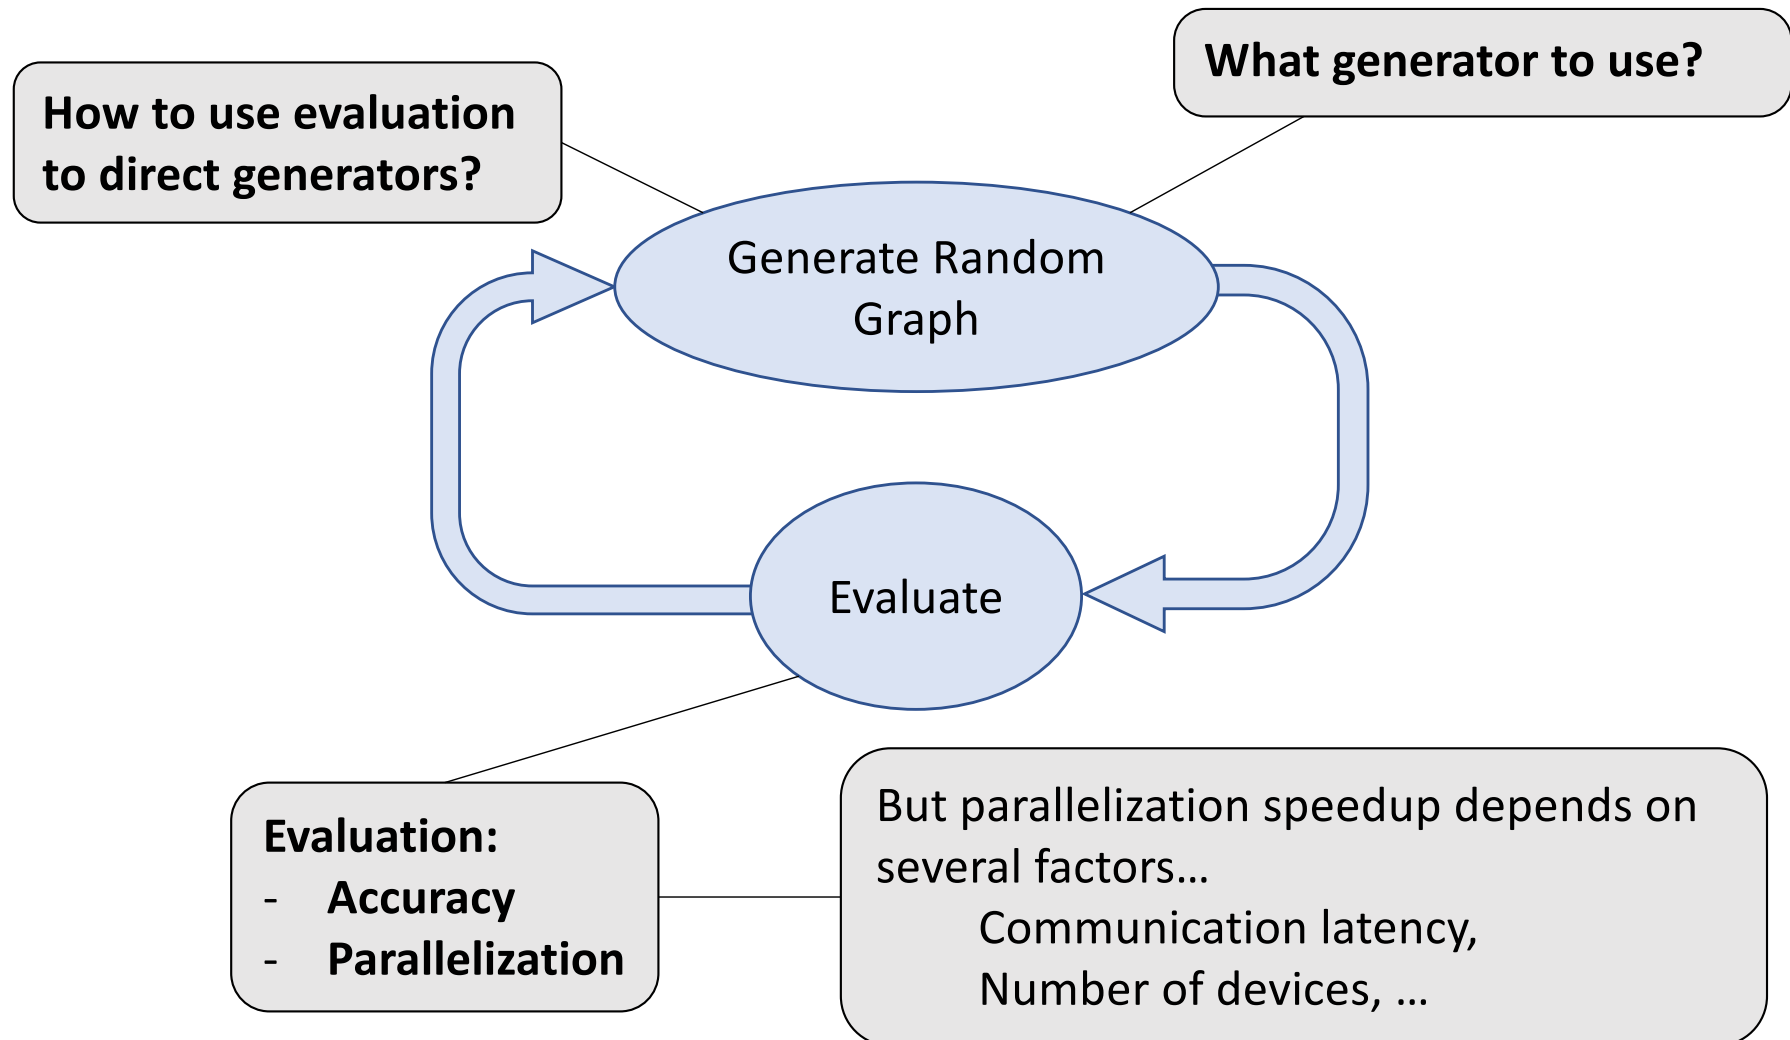 What generator to use?
How to use evaluation
to direct generators?
Generate Random
Graph
Evaluate
Evaluation:
- Accuracy
- Parallelization
But parallelization speedup depends on
several factors…
Communication latency,
Number of devices, …